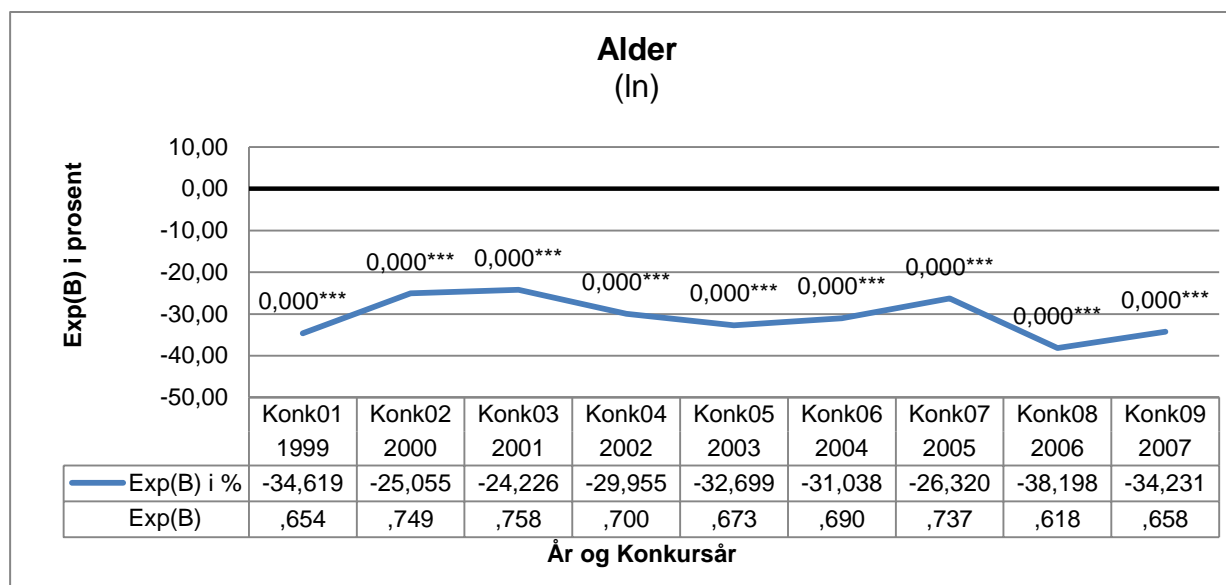 Alder
(ln)
Exp(B) i prosent
10,00
0,00
-10,00
-20,00
-30,00
-40,00
-50,00
0,000*** 0,000*** 0,000*** 0,000*** 0,000*** 0,000*** 0,000*** 0,000*** 0,000***
Konk01 Konk02 Konk03 Konk04 Konk05 Konk06 Konk07 Konk08 Konk09
1999 2000 2001 2002 2003 2004 2005 2006 2007
Exp(B) i % -34,619 -25,055 -24,226 -29,955 -32,699 -31,038 -26,320 -38,198 -34,231
Exp(B) ,654 ,749 ,758 ,700 ,673 ,690 ,737 ,618 ,658
År og Konkursår